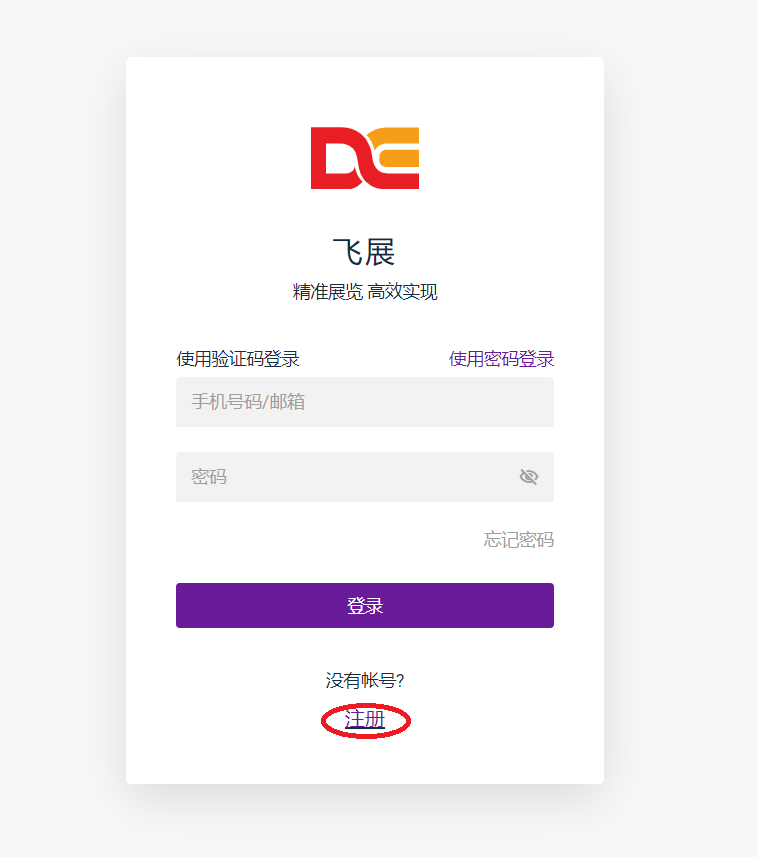 DE
飞展
精准展览 高效实现
使用验证码登录 使用密码登录
手机号码/邮箱
密码
忘记密码
登录
没有帐号?
注册